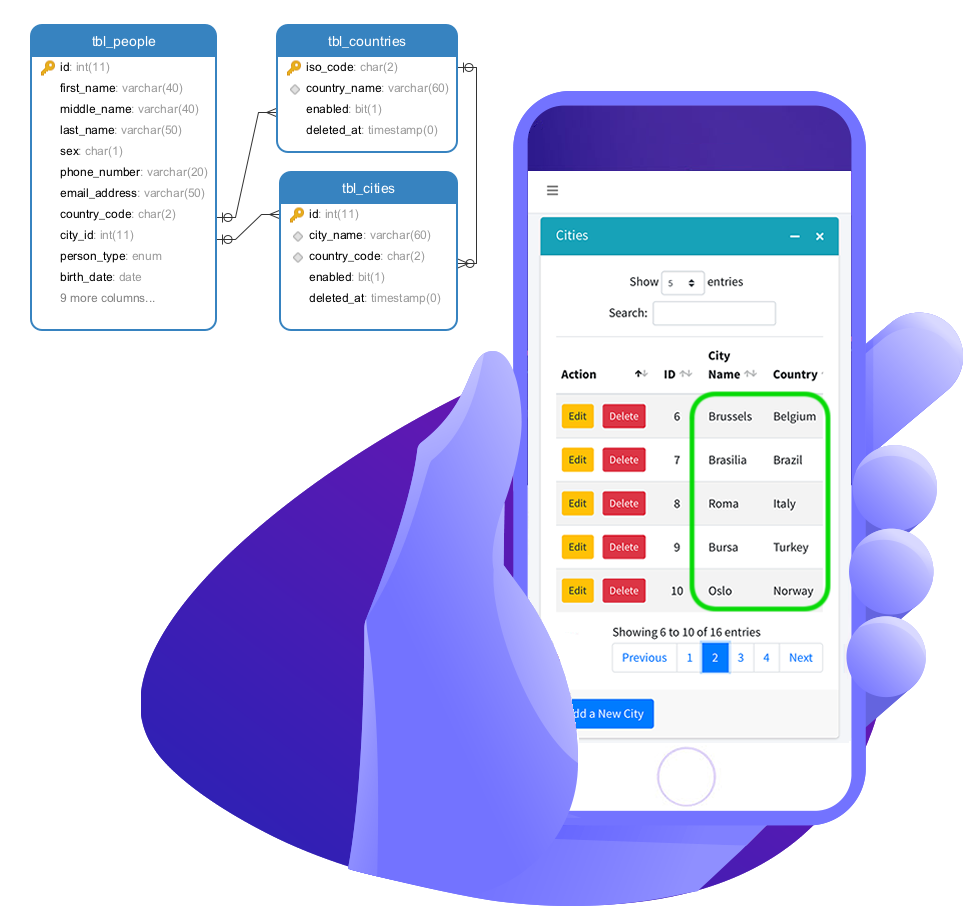 tbl_people
id: int(11)
first_name: varchar(40)
middle_name: varchar(40)
last_name: varchar(50)
sex: char(1)
phone_number: varchar(20)
email_address: varchar(50)
country_code: char(2)
city_id: int(11)
person_type: enum
birth_date: date
9 more columns...
tbl_countries
iso_code: char(2)
country_name: varchar(60)
enabled: bit(1)
deleted_at: timestamp(0)
tbl_cities
id: int(11)
city_name: varchar(60)
country_code: char(2)
enabled: bit(1)
deleted_at: timestamp(0)
Cities
Show 5 entries
Search:
Action ID City Name Country
Edit Delete 6 Brussels Belgium
Edit Delete 7 Brasilia Brazil
Edit Delete 8 Roma Italy
Edit Delete 9 Bursa Turkey
Edit Delete 10 Oslo Norway
Showing 6 to 10 of 16 entries
Previous 1 2 3 4 Next
dd a New City